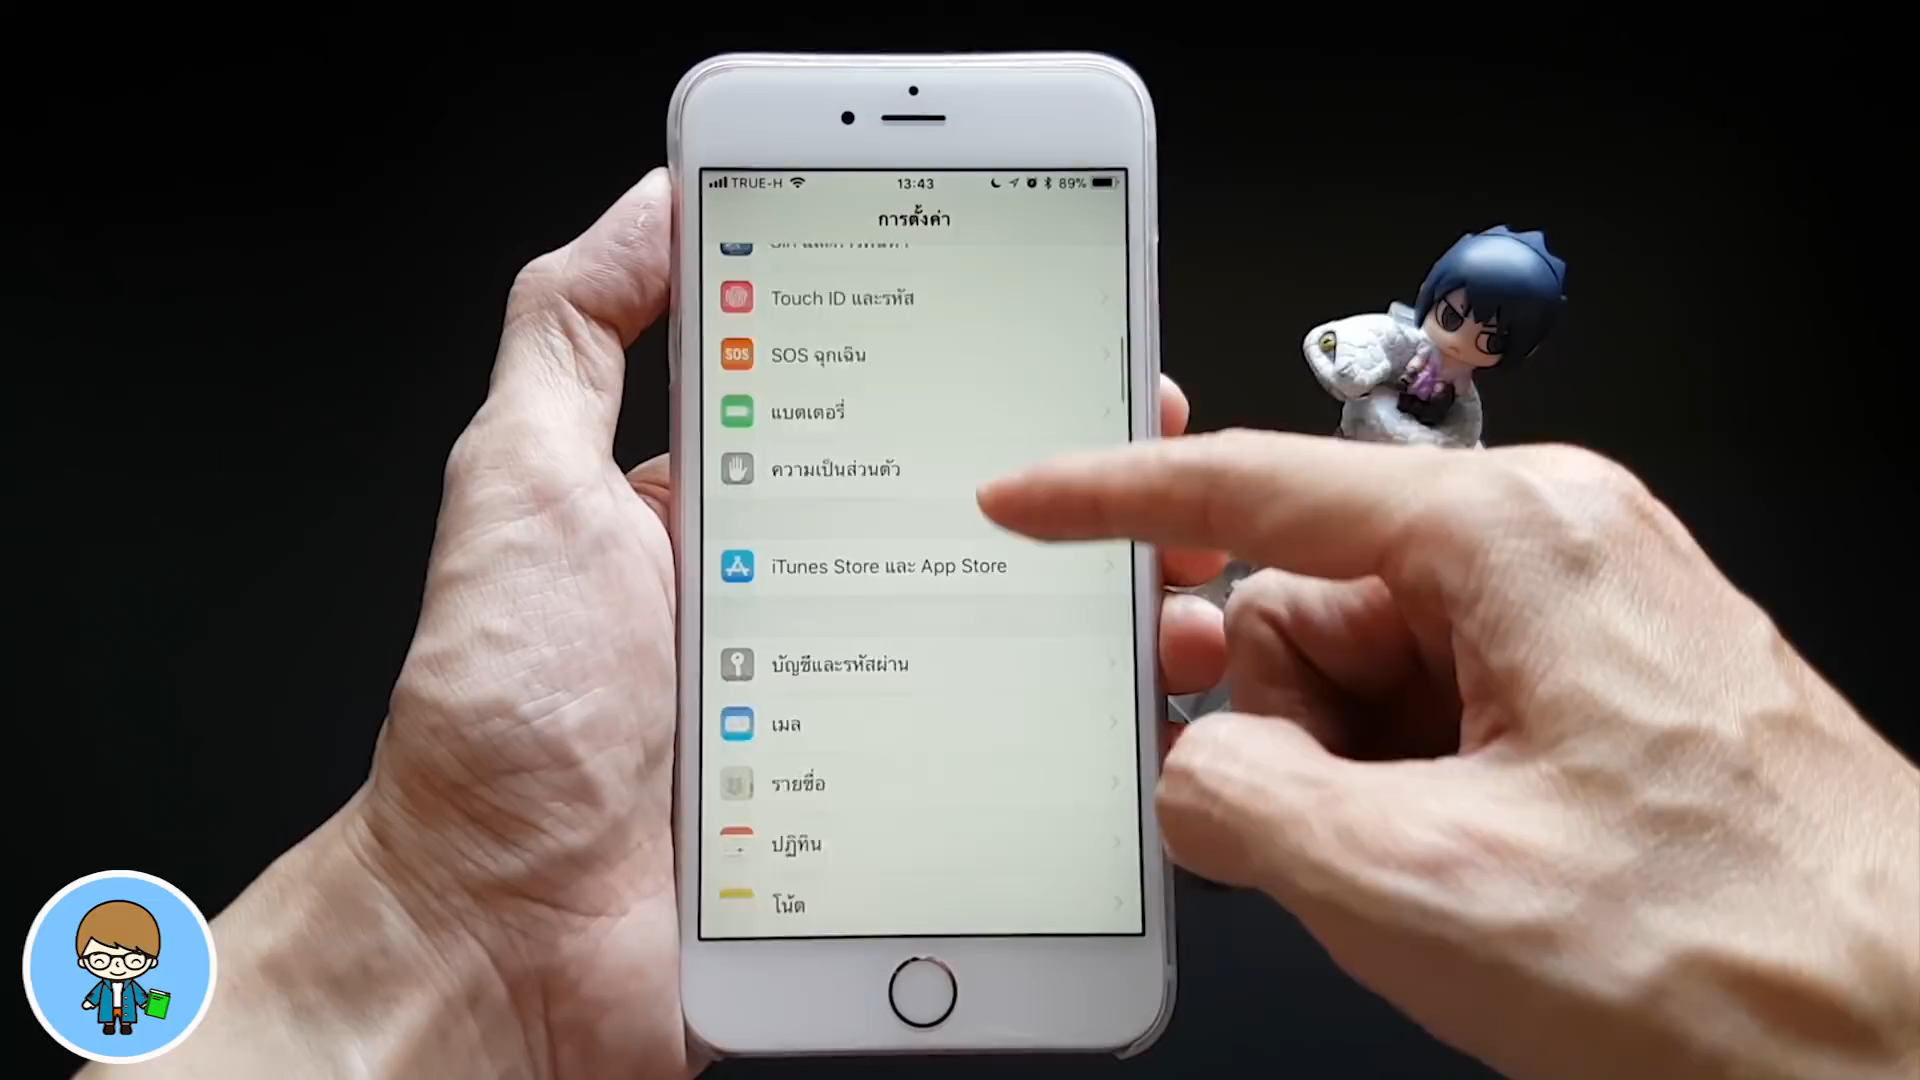 TRUE-H 13:43 89%
การตั้งค่า
Touch ID และรหัส
SOS SOS ฉุกเฉิน
แบตเตอรี่
ความเป็นส่วนตัว
iTunes Store และ App Store
บัญชีและรหัสผ่าน
เมล
รายชื่อ
ปฏิทิน
โน้ต